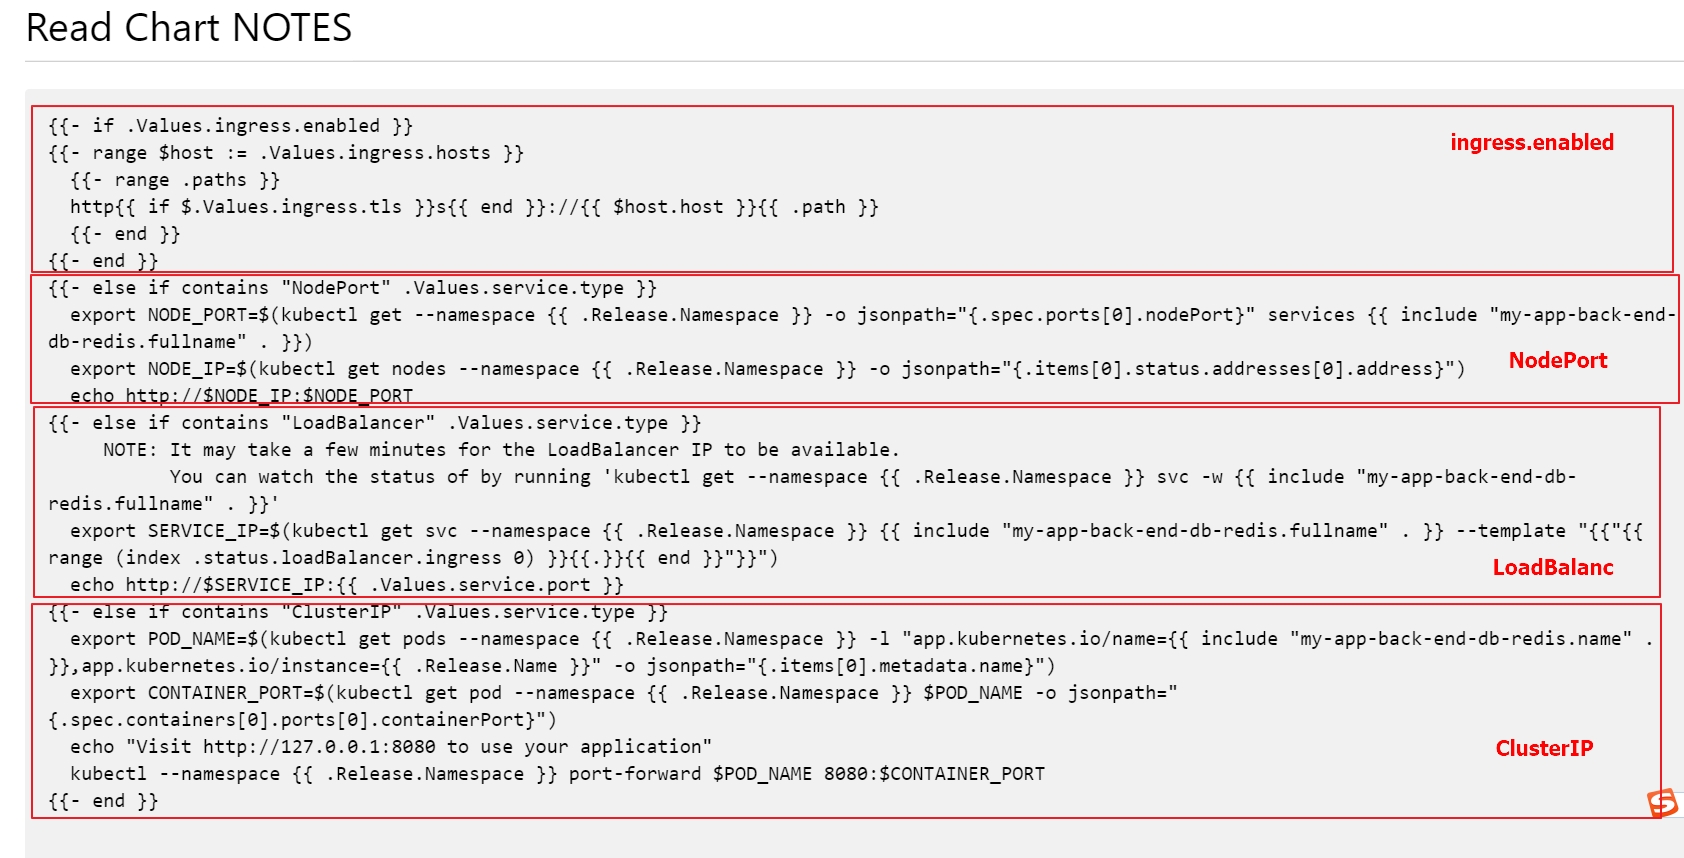 Read Chart NOTES
{{- if .Values.ingress.enabled }}
ingress.enabled
{{- range $host := .Values.ingress.hosts }}
{{- range .paths }}
http{{ if $.Values.ingress.tls }}s{{ end }}://{{ $host.host }}{{ .path }}
{{- end }}
{{- end }}
{{- else if contains "NodePort" .Values.service.type }}
export NODE_PORT=$(kubectl get --namespace {{ .Release.Namespace }} -o jsonpath="{.spec.ports[0].nodePort}" services {{ include "my-app-back-end-
db-redis.fullname" . }})
NodePort
export NODE_IP=$(kubectl get nodes --namespace {{ .Release.Namespace }} -o jsonpath="{.items[0].status.addresses[0].address}")
echo http://$NODE_IP:$NODE_PORT
{{- else if contains "LoadBalancer" .Values.service.type }}
NOTE: It may take a few minutes for the LoadBalancer IP to be available.
You can watch the status of by running 'kubectl get --namespace {{ .Release.Namespace }} svc -w {{ include "my-app-back-end-db-
redis.fullname" . }}'
export SERVICE_IP=$(kubectl get svc --namespace {{ .Release.Namespace }} {{ include "my-app-back-end-db-redis.fullname" . }} --template "{{"{{
range (index .status.loadBalancer.ingress 0) }}{{.}}{{ end }}"}}")
LoadBalanc
echo http://$SERVICE_IP:{{ .Values.service.port }}
{{- else if contains "ClusterIP" .Values.service.type }}
export POD_NAME=$(kubectl get pods --namespace {{ .Release.Namespace }} -l "app.kubernetes.io/name={{ include "my-app-back-end-db-redis.name" .
}},app.kubernetes.io/instance={{ .Release.Name }}" -o jsonpath="{.items[0].metadata.name}")
export CONTAINER_PORT=$(kubectl get pod --namespace {{ .Release.Namespace }} $POD_NAME -o jsonpath="
{.spec.containers[0].ports[0].containerPort}")
echo "Visit http://127.0.0.1:8080 to use your application"
ClusterIP
kubectl --namespace {{ .Release.Namespace }} port-forward $POD_NAME 8080:$CONTAINER_PORT
{{- end }}